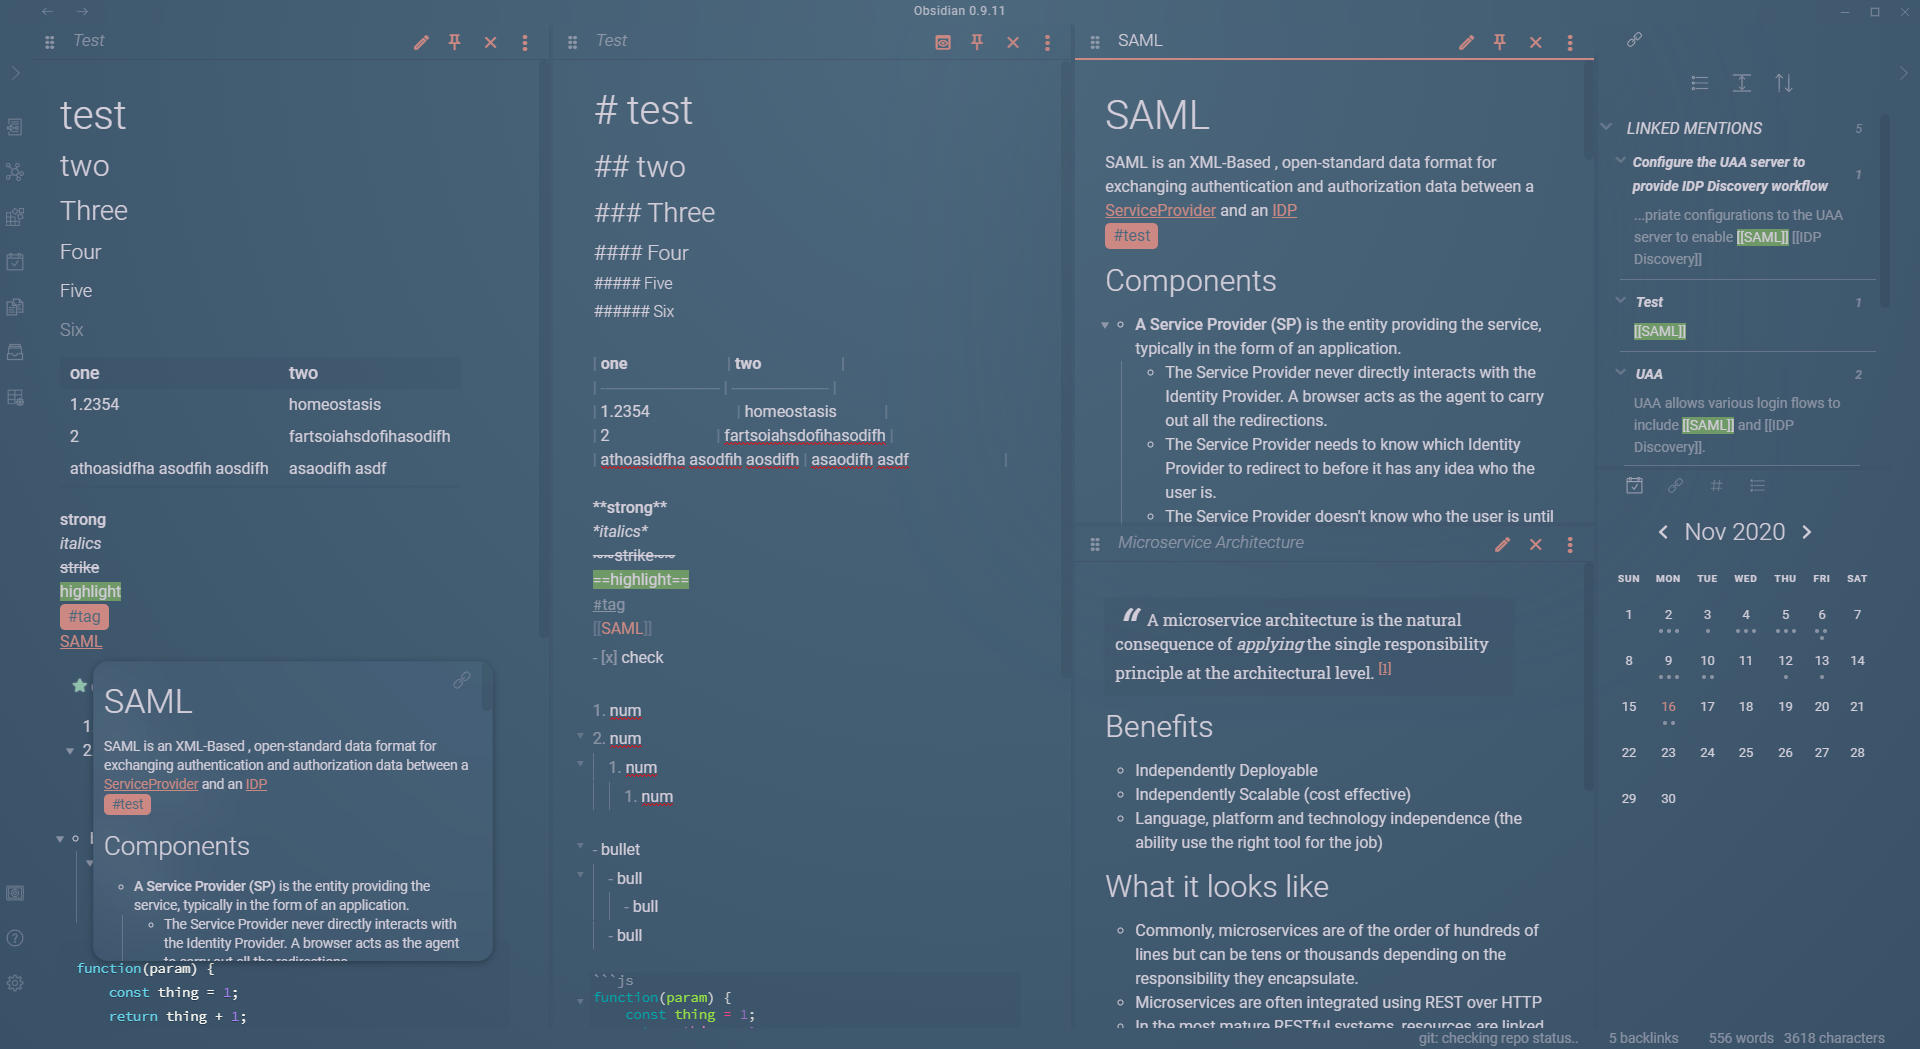 Obsidian 0.9.11
Test
test
two
Three
Four
Five
Six
one two
1.2354 homeostasis
2 fartsoiahsdofihasodifh
athoasidfha asodfih aosdifh asaodifh asdf
strong
italics
strike
highlight
#tag
SAML
1.
2.
SAML
SAML is an XML-Based , open-standard data format for
exchanging authentication and authorization data between a
ServiceProvider and an IDP
#test
Components
A Service Provider (SP) is the entity providing the
service, typically in the form of an application.
The Service Provider never directly interacts with
the Identity Provider. A browser acts as the agent
to carry out all the redirections.
function(param) {
const thing = 1;
return thing + 1;
Test
# test
## two
### Three
#### Four
##### Five
###### Six
| one | two |
| 1.2354 | homeostasis |
| 2 | fartsoiahsdofihasodifh |
| athoasidfha asodfih aosdifh | asaodifh asdf |
**strong**
*italics*
~~strike~~
==highlight==
#tag
[[SAML]]
- [x] check
1. num
2. num
1. num
1. num
- bullet
- bull
- bull
- bull
```js
function(param) {
const thing = 1;
SAML
SAML
SAML is an XML-Based , open-standard data format for
exchanging authentication and authorization data between a
ServiceProvider and an IDP
#test
Components
A Service Provider (SP) is the entity providing the service,
typically in the form of an application.
The Service Provider never directly interacts with the
Identity Provider. A browser acts as the agent to carry
out all the redirections.
The Service Provider needs to know which Identity
Provider to redirect to before it has any idea who the
user is.
The Service Provider doesn't know who the user is until
Microservice Architecture
“ A microservice architecture is the natural
consequence of applying the single responsibility
principle at the architectural level. [1]
Benefits
Independently Deployable
Independently Scalable (cost effective)
Language, platform and technology independence (the
ability use the right tool for the job)
What it looks like
Commonly, microservices are of the order of hundreds of
lines but can be tens or thousands depending on the
responsibility they encapsulate.
Microservices are often integrated using REST over HTTP
In the most mature RESTful systems, resources are linked
LINKED MENTIONS 5
Configure the UAA server to
provide IDP Discovery workflow 1
...priate configurations to the UAA
server to enable [[SAML]] [[IDP
Discovery]]
Test 1
[[SAML]]
UAA 2
UAA allows various login flows to
include [[SAML]] and [[IDP
Discovery]].
#
Nov 2020
SUN MON TUE WED THU FRI SAT
1 2 3 4 5 6 7
8 9 10 11 12 13 14
15 16 17 18 19 20 21
22 23 24 25 26 27 28
29 30
git: checking repo status.. 5 backlinks 556 words 3618 characters